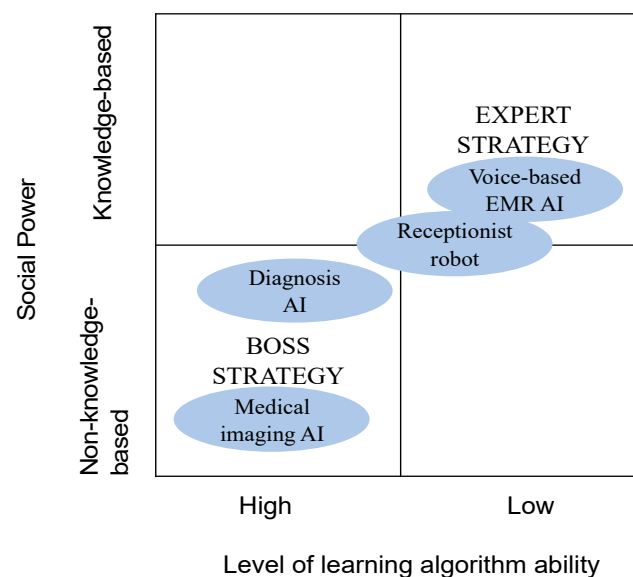 Social Power
Knowledge-based
Non-knowledge-
based
EXPERT
STRATEGY
Voice-based
EMR AI
Receptionist
robot
Diagnosis
AI
BOSS
STRATEGY
Medical
imaging AI
High
Low
Level of learning algorithm ability